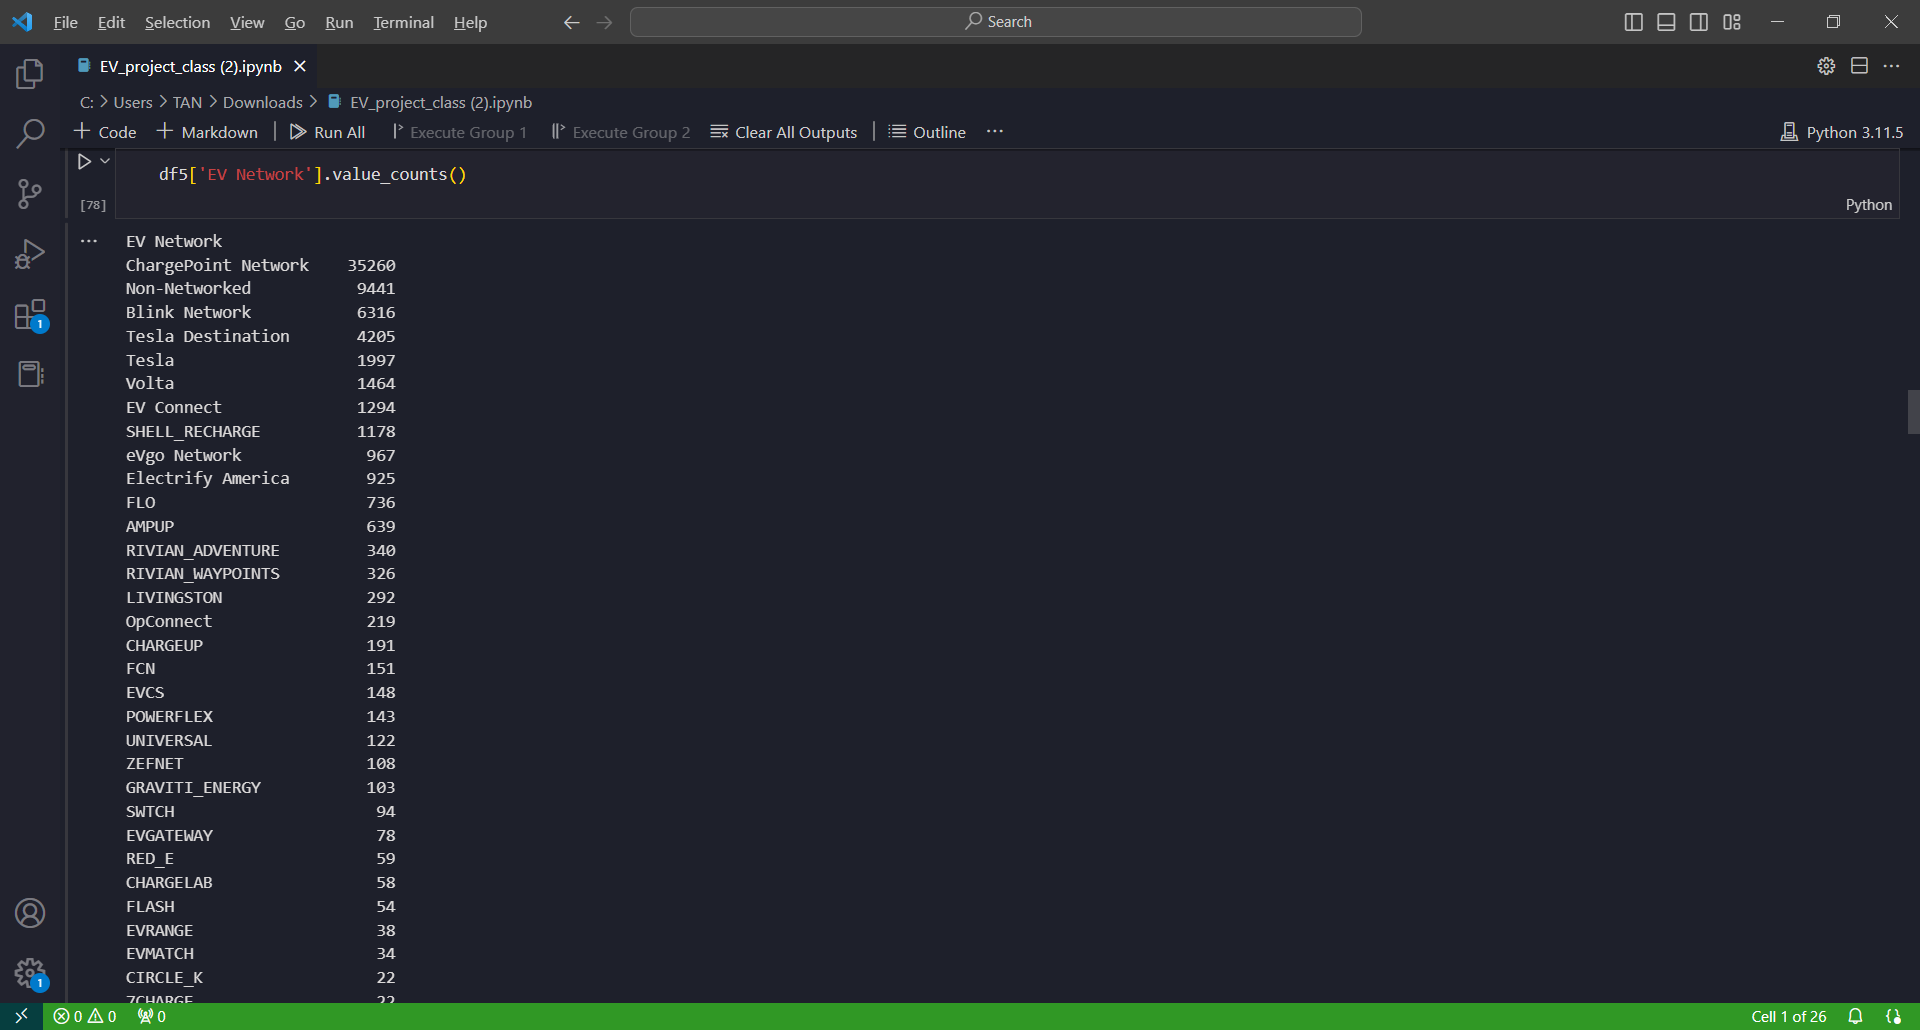 File Edit Selection View Go Run Terminal Help Search
EV_project_class (2).ipynb
C: > Users > TAN > Downloads > EV_project_class (2).ipynb
+ Code + Markdown | Run All Execute Group 1 Execute Group 2 Clear All Outputs | Outline ... Python 3.11.5
df5['EV Network'].value_counts()
[78] Python
... EV Network
ChargePoint Network 35260
Non-Networked 9441
Blink Network 6316
Tesla Destination 4205
Tesla 1997
Volta 1464
EV Connect 1294
SHELL_RECHARGE 1178
eVgo Network 967
Electrify America 925
FLO 736
AMPUP 639
RIVIAN_ADVENTURE 340
RIVIAN_WAYPOINTS 326
LIVINGSTON 292
OpConnect 219
CHARGEUP 191
FCN 151
EVCS 148
POWERFLEX 143
UNIVERSAL 122
ZEFNET 108
GRAVITI_ENERGY 103
SWTCH 94
EVGATEWAY 78
RED_E 59
CHARGELAB 58
FLASH 54
EVRANGE 38
EVMATCH 34
CIRCLE_K 22
7CHARGE 22
1
1
0 0 0 Cell 1 of 26